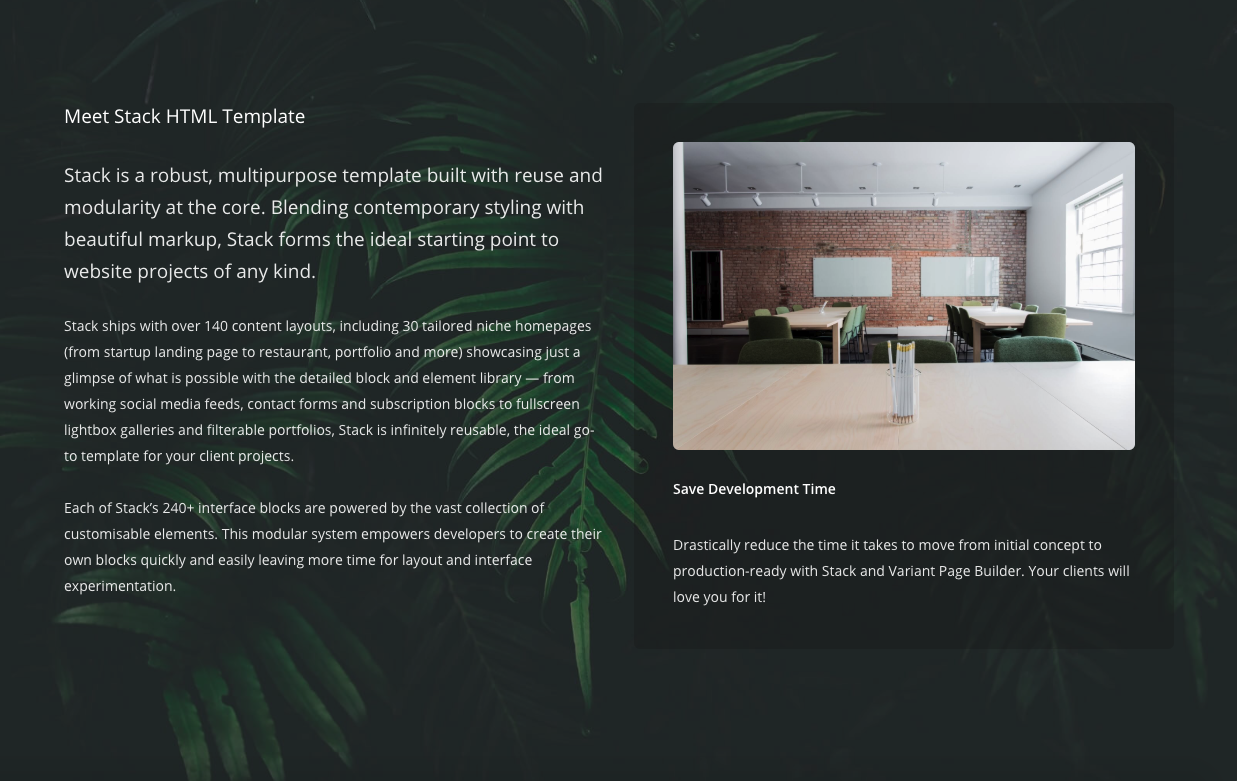 Meet Stack HTML Template
Stack is a robust, multipurpose template built with reuse and
modularity at the core. Blending contemporary styling with
beautiful markup, Stack forms the ideal starting point to
website projects of any kind.
Stack ships with over 140 content layouts, including 30 tailored niche homepages
(from startup landing page to restaurant, portfolio and more) showcasing just a
glimpse of what is possible with the detailed block and element library — from
working social media feeds, contact forms and subscription blocks to fullscreen
lightbox galleries and filterable portfolios, Stack is infinitely reusable, the ideal go-
to template for your client projects.
Each of Stack’s 240+ interface blocks are powered by the vast collection of
customisable elements. This modular system empowers developers to create their
own blocks quickly and easily leaving more time for layout and interface
experimentation.
Save Development Time
Drastically reduce the time it takes to move from initial concept to
production-ready with Stack and Variant Page Builder. Your clients will
love you for it!